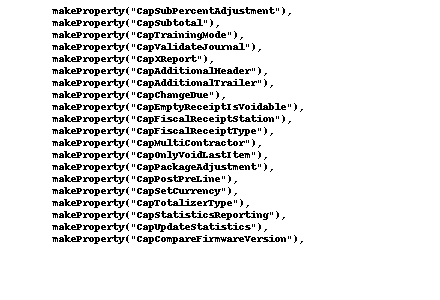 makeProperty("CapSubPercentAdjustment"),
makeProperty("CapSubtotal"),
makeProperty("CapTrainingMode"),
makeProperty("CapValidateJournal"),
makeProperty("CapXReport"),
makeProperty("CapAdditionalHeader"),
makeProperty("CapAdditionalTrailer"),
makeProperty("CapChangeDue"),
makeProperty("CapEmptyReceiptIsVoidable"),
makeProperty("CapFiscalReceiptStation"),
makeProperty("CapFiscalReceiptType"),
makeProperty("CapMultiContractor"),
makeProperty("CapOnlyVoidLastItem"),
makeProperty("CapPackageAdjustment"),
makeProperty("CapPostPreLine"),
makeProperty("CapSetCurrency"),
makeProperty("CapTotalizerType"),
makeProperty("CapStatisticsReporting"),
makeProperty("CapUpdateStatistics"),
makeProperty("CapCompareFirmwareVersion"),